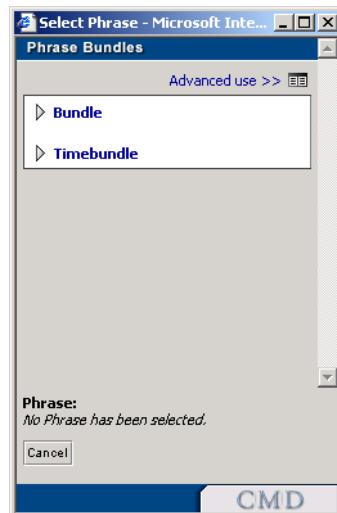 Select Phrase - Microsoft Inte...
Phrase Bundles
Advanced use >>
Bundle
Timebundle
Phrase:
No Phrase has been selected.
Cancel
CMD